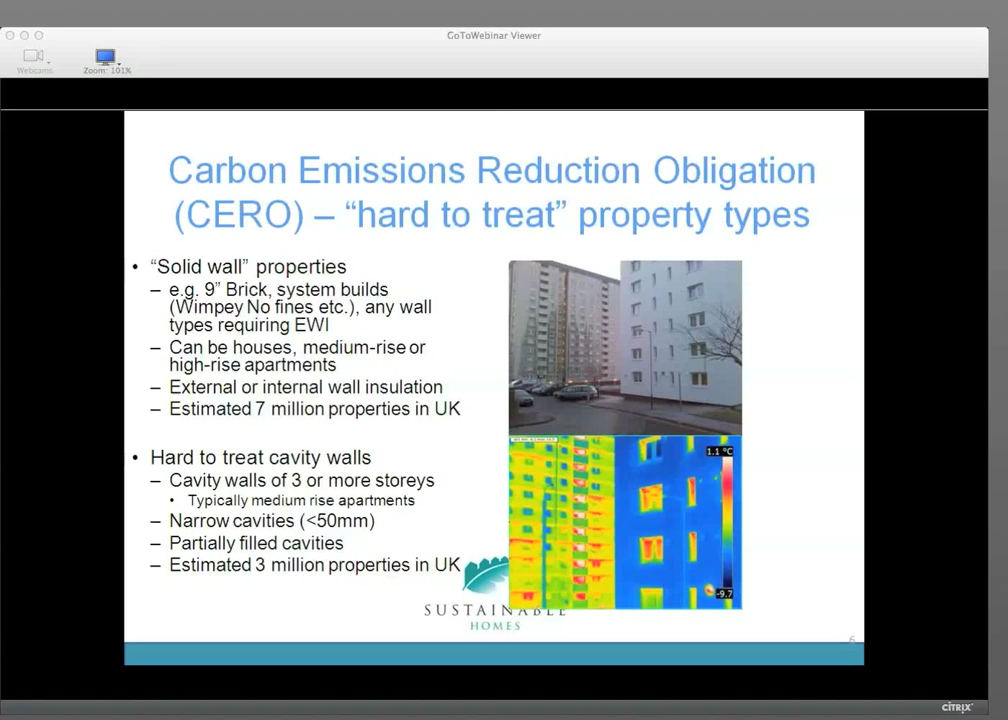 GoToWebinar Viewer
Webcams
Zoom: 101%
Carbon Emissions Reduction Obligation
(CERO) – “hard to treat” property types
• “Solid wall” properties
– e.g. 9” Brick, system builds
(Wimpey No fines etc.), any wall
types requiring EWI
– Can be houses, medium-rise or
high-rise apartments
– External or internal wall insulation
– Estimated 7 million properties in UK
• Hard to treat cavity walls
– Cavity walls of 3 or more storeys
• Typically medium rise apartments
– Narrow cavities (<50mm)
– Partially filled cavities
– Estimated 3 million properties in UK
1.1 °C
-9.7
SUSTAINABLE
HOMES
6
CITRIX